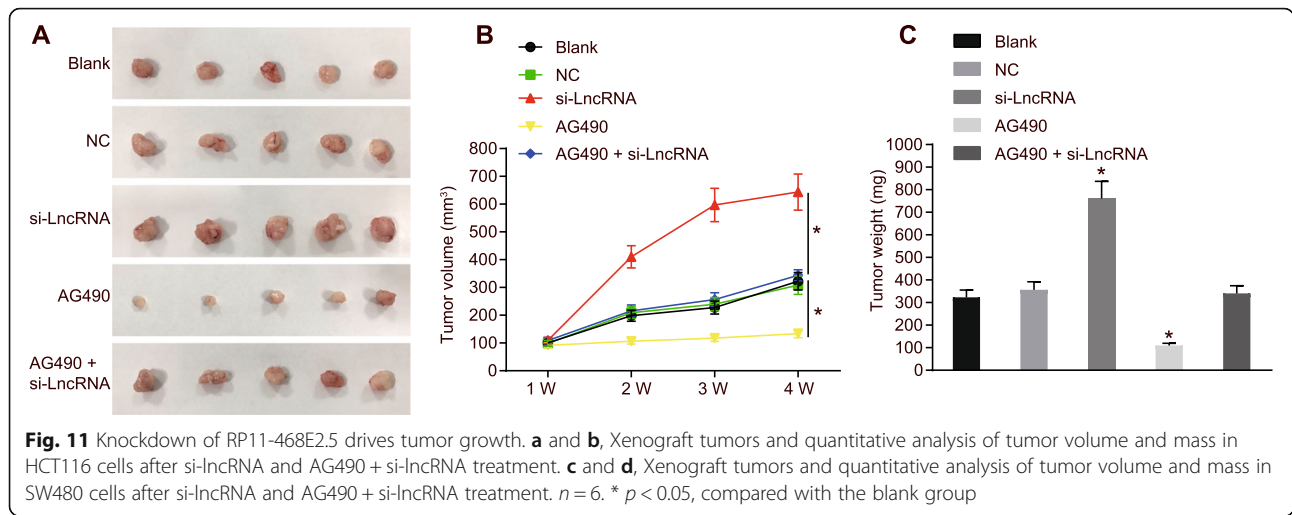 A
Blank
NC
si-LncRNA
AG490
AG490 +
si-LncRNA
B
Blank
NC
si-LncRNA
AG490
AG490 + si-LncRNA
Tumor volume (mm³)
800
700
600
500
400
300
200
100
0
1 W 2 W 3 W 4 W
*
*
C
Blank
NC
si-LncRNA
AG490
AG490 + si-LncRNA
Tumor weight (mg)
1000
900
800
700
600
500
400
300
200
100
0
*
*
Fig. 11 Knockdown of RP11-468E2.5 drives tumor growth. a and b, Xenograft tumors and quantitative analysis of tumor volume and mass in
HCT116 cells after si-lncRNA and AG490 + si-lncRNA treatment. c and d, Xenograft tumors and quantitative analysis of tumor volume and mass in
SW480 cells after si-lncRNA and AG490 + si-lncRNA treatment. n = 6. * p < 0.05, compared with the blank group